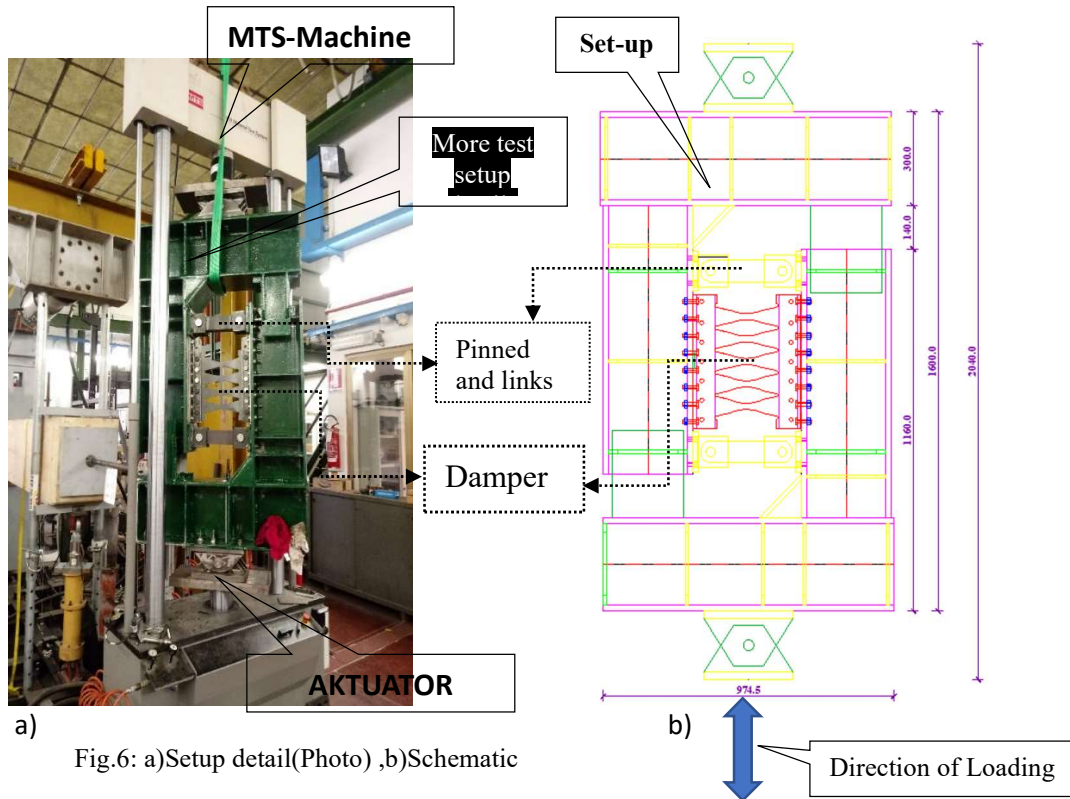 MTS-Machine
Set-up
MTS
More test
setup
300.0
140.0
Pinned
and links
1600.0
2040.0
1160.0
Damper
AKTUATOR
974.5
a)
b)
Fig.6: a)Setup detail(Photo) ,b)Schematic
Direction of Loading